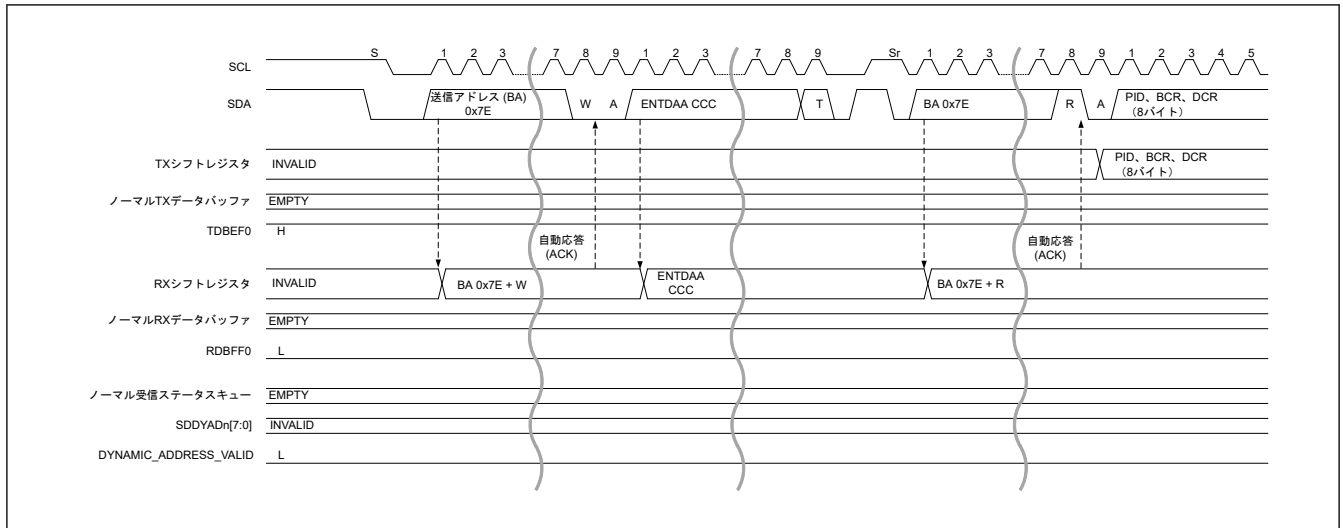 S 1 2 3 7 8 9 1 2 3 7 8 9 Sr 1 2 3 7 8 9 1 2 3 4 5
SCL
SDA 送信アドレス (BA) 0x7E W A ENTDAA CCC T BA 0x7E R A PID、BCR、DCR (8バイト)
TXシフトレジスタ INVALID PID、BCR、DCR (8バイト)
ノーマルTXデータバッファ EMPTY
TDBEF0 H
自動応答 (ACK) 自動応答 (ACK)
RXシフトレジスタ INVALID BA 0x7E + W ENTDAA CCC BA 0x7E + R
ノーマルRXデータバッファ EMPTY
RDBFF0 L
ノーマル受信ステータスキュー EMPTY
SDDYADn[7:0] INVALID
DYNAMIC_ADDRESS_VALID L